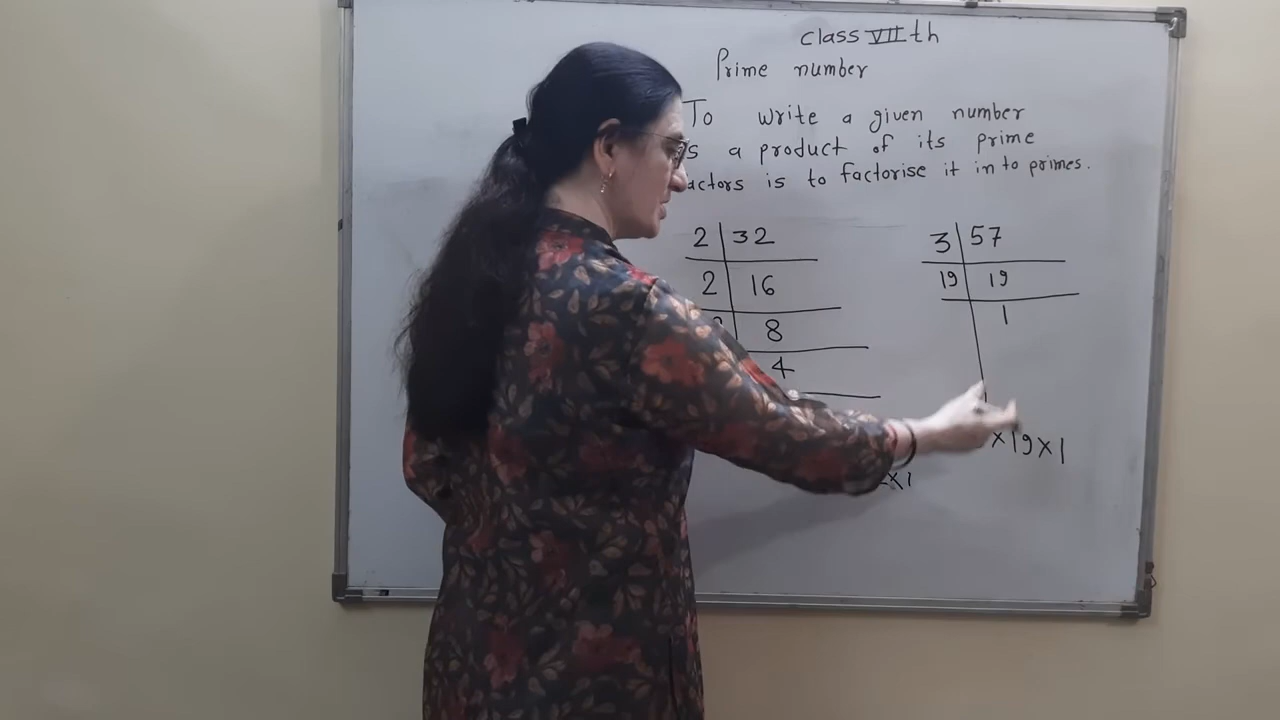 class VII th
Prime number
To write a given number
s a product of its prime
actors is to factorise it in to primes.
2 32
2 16
8
4
×1
3 57
19 19
1
×19×1